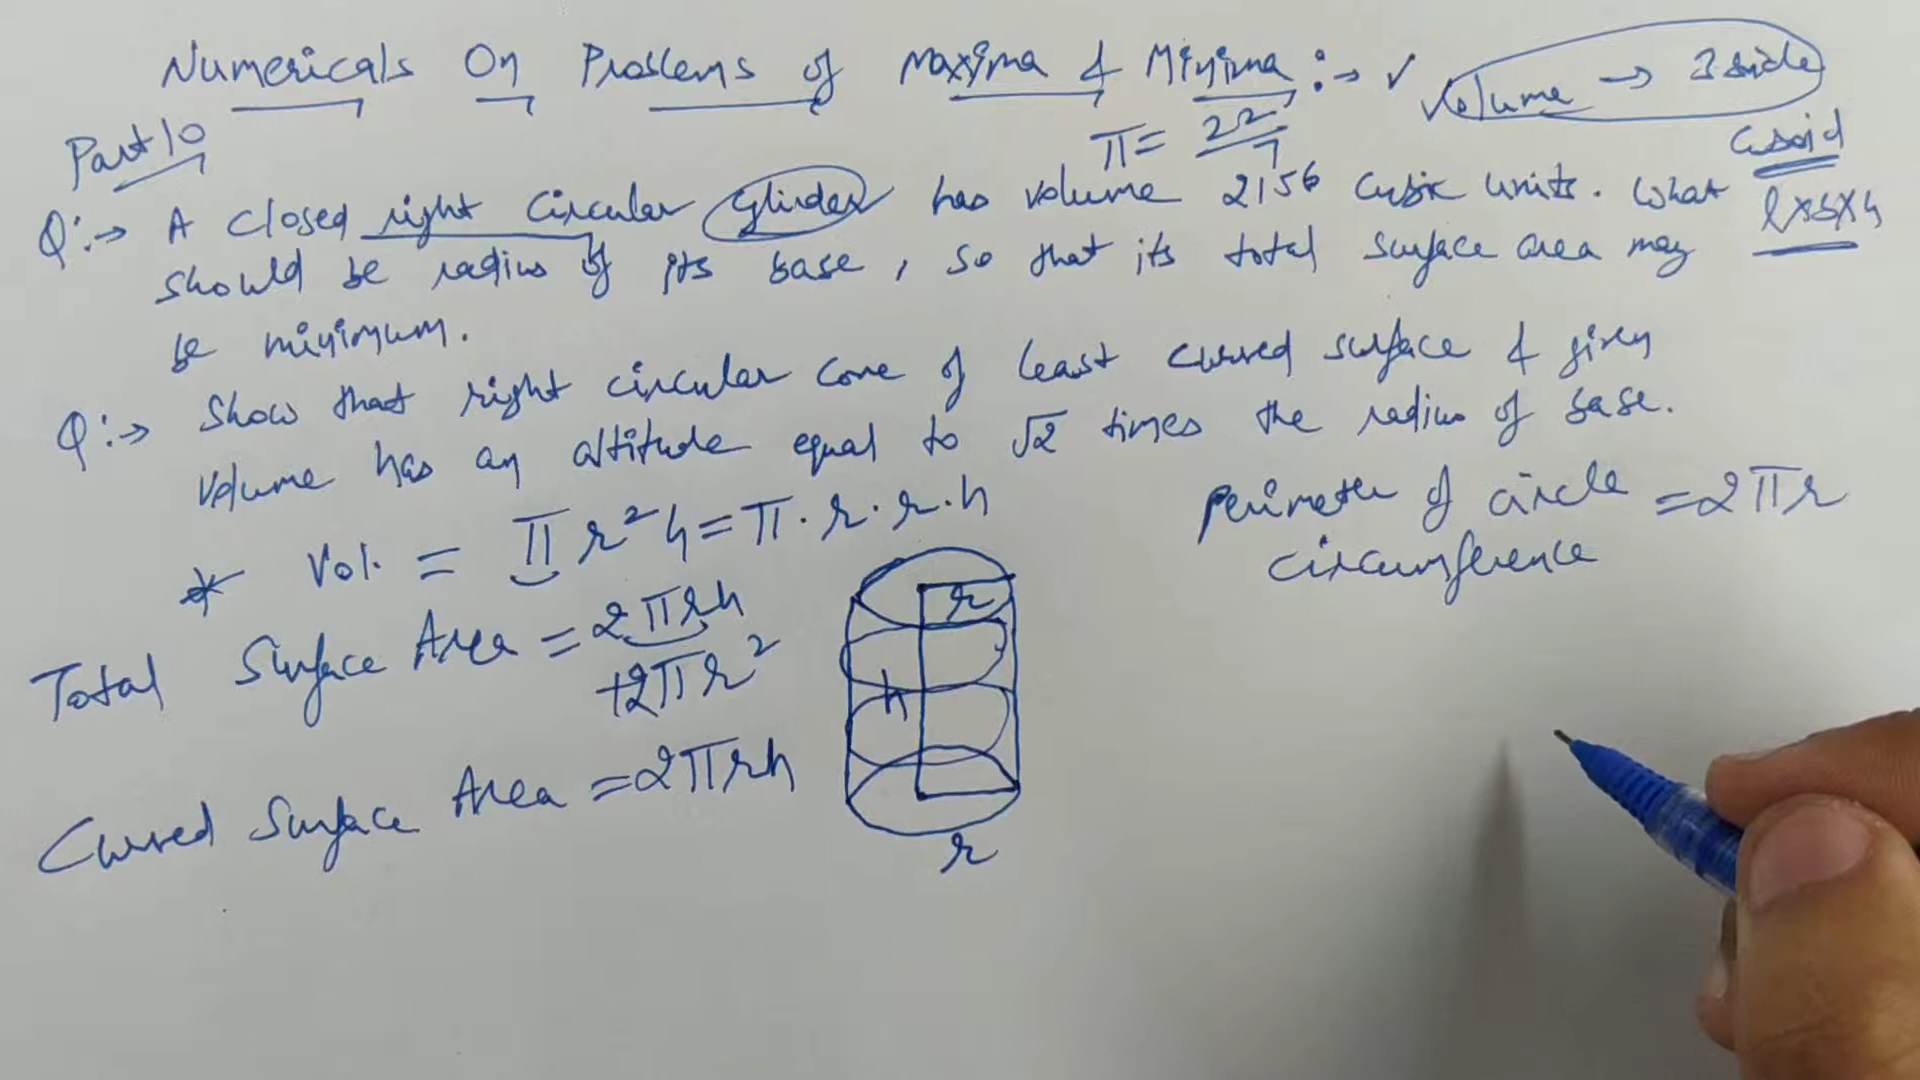 Numericals On Problems of Maxima & Minima :→ ✓
Volume → 3 side
Part 10
π = 22/7
Cuboid
l×b×h
Q:→ A closed right circular cylinder has volume 2156 cubic units. What
should be radius of its base, so that its total surface area may
be minimum.
Q:→ Show that right circular cone of least curved surface & given
volume has an altitude equal to √2 times the radius of base.
* Vol. = πr²h = π·r·r·h
Perimeter of circle = 2πr
circumference
Total Surface Area = 2πrh
+2πr²
Curved Surface Area = 2πrh
r
h
r